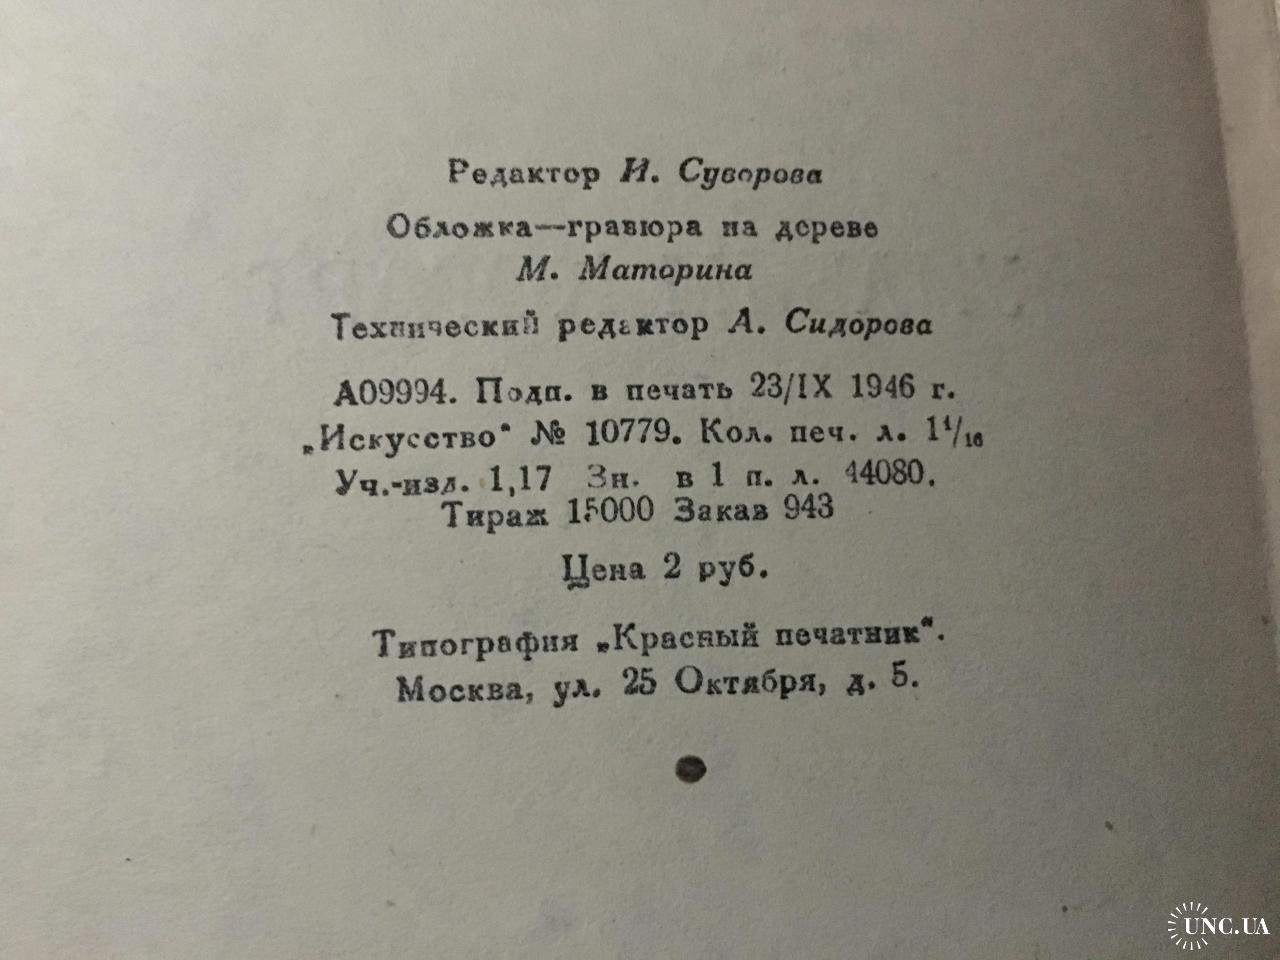 Редактор И. Суворова
Обложка—гравюра на дереве
М. Маторина
Технический редактор А. Сидорова
А09994. Подп. в печать 23/IX 1946 г.
„Искусство“ № 10779. Кол. печ. л. 1 1/16
Уч.-изд. 1,17 Зн. в 1 п. л. 44080.
Тираж 15000 Заказ 943
Цена 2 руб.
Типография „Красный печатник“.
Москва, ул. 25 Октября, д. 5.
UNC.UA